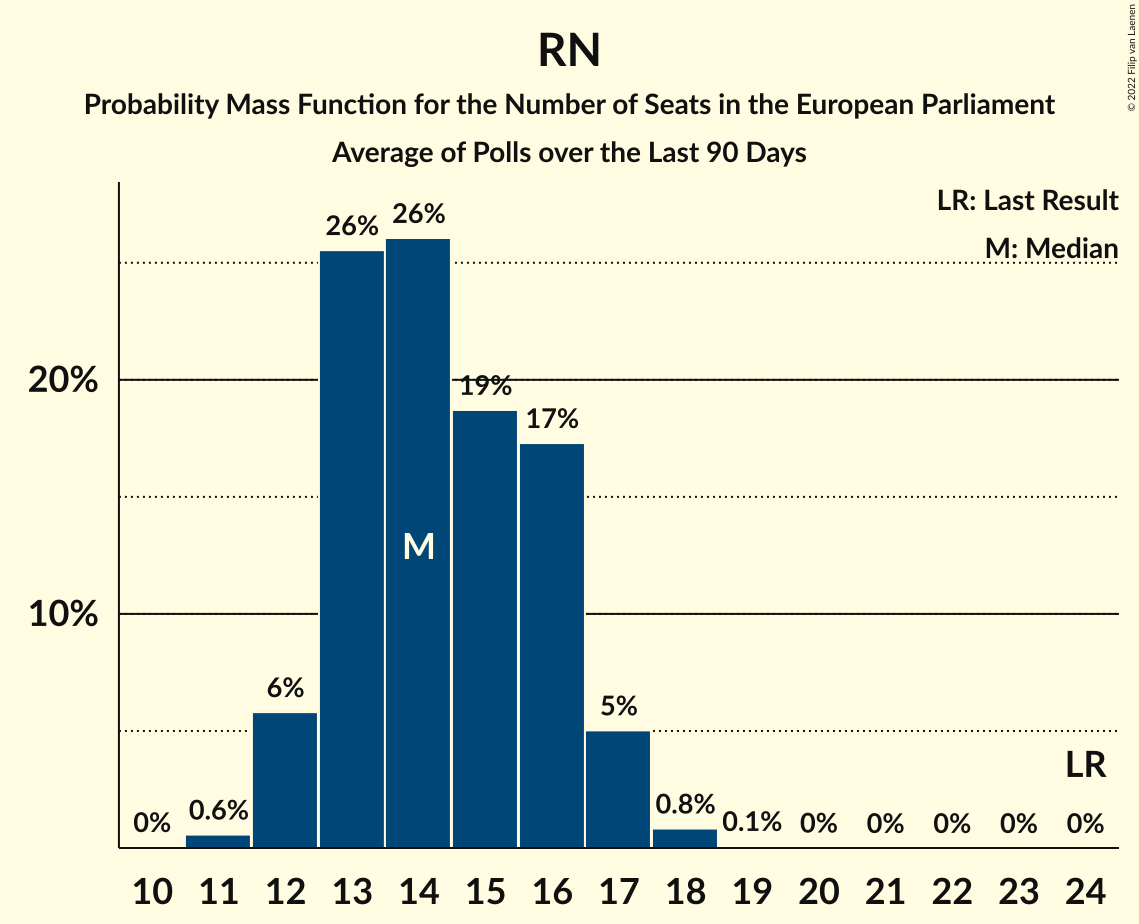 RN
Probability Mass Function for the Number of Seats in the European Parliament
Average of Polls over the Last 90 Days
© 2022 Filip van Laenen
LR: Last Result
M: Median
26%
26%
20%
19%
17%
M
10%
6%
5%
LR
0%
0.6%
0.8%
0.1%
0%
0%
0%
0%
0%
10 11 12 13 14 15 16 17 18 19 20 21 22 23 24